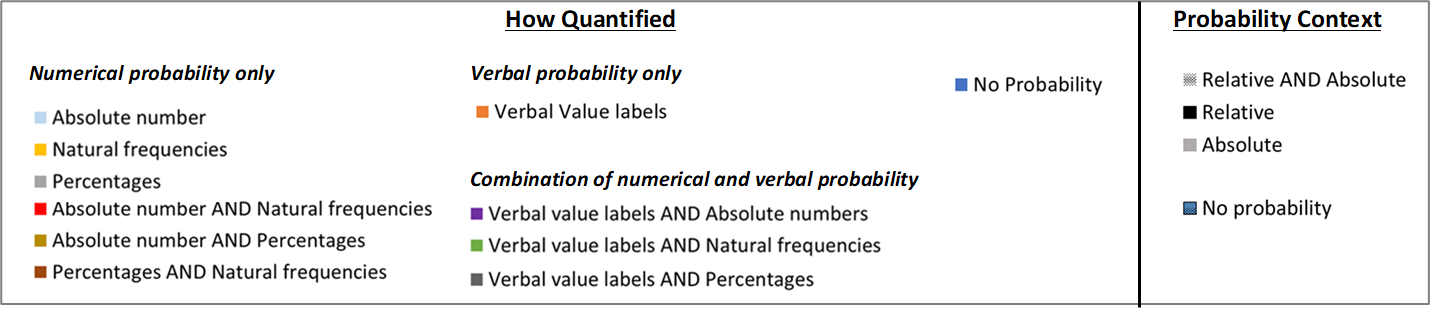 How Quantified
Numerical probability only
Absolute number
Natural frequencies
Percentages
Absolute number AND Natural frequencies
Absolute number AND Percentages
Percentages AND Natural frequencies
Verbal probability only
Verbal Value labels
Combination of numerical and verbal probability
Verbal value labels AND Absolute numbers
Verbal value labels AND Natural frequencies
Verbal value labels AND Percentages
No Probability
Probability Context
Relative AND Absolute
Relative
Absolute
No probability